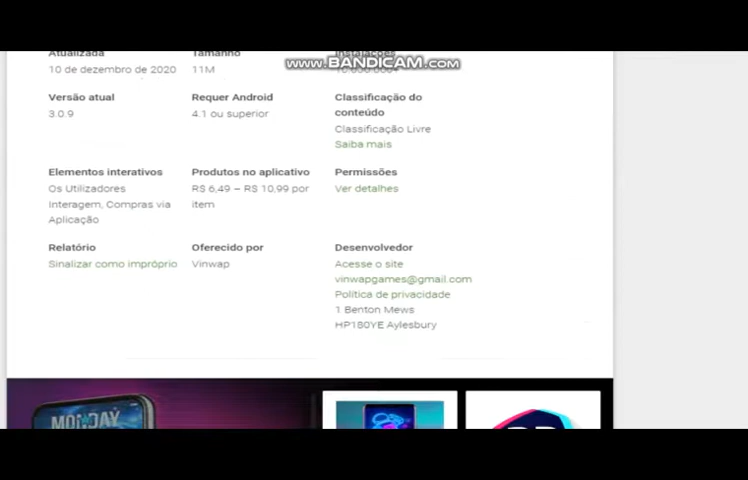 www.BANDICAM.com
Atualizada
Tamanho
Instalações
10 de dezembro de 2020
11M
Versão atual
Requer Android
Classificação do
conteúdo
3.0.9
4.1 ou superior
Classificação Livre
Saiba mais
Elementos interativos
Produtos no aplicativo
Permissões
Os Utilizadores
R$ 6,49 – R$ 10,99 por
Ver detalhes
Interagem, Compras via
item
Aplicação
Relatório
Oferecido por
Desenvolvedor
Sinalizar como impróprio
Vinwap
Acesse o site
vinwapgames@gmail.com
Política de privacidade
1 Benton Mews
HP180YE Aylesbury
MONDAY